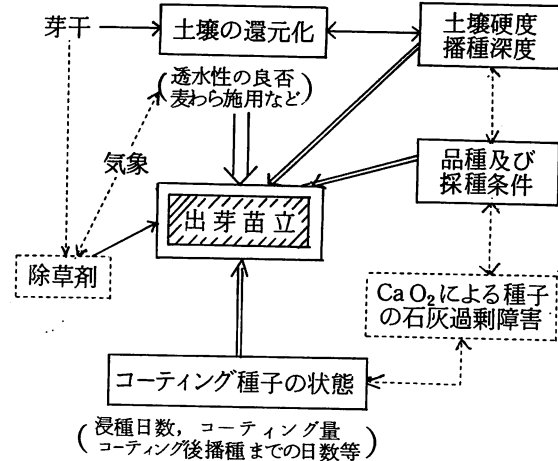 芽干
土壌の還元化
土壌硬度
播種深度
(透水性の良否
麦わら施用など)
気象
品種及び
採種条件
出芽苗立
除草剤
CaO₂による種子
の石灰過剰障害
コーティング種子の状態
(浸種日数，コーティング量
コーティング後播種までの日数等)